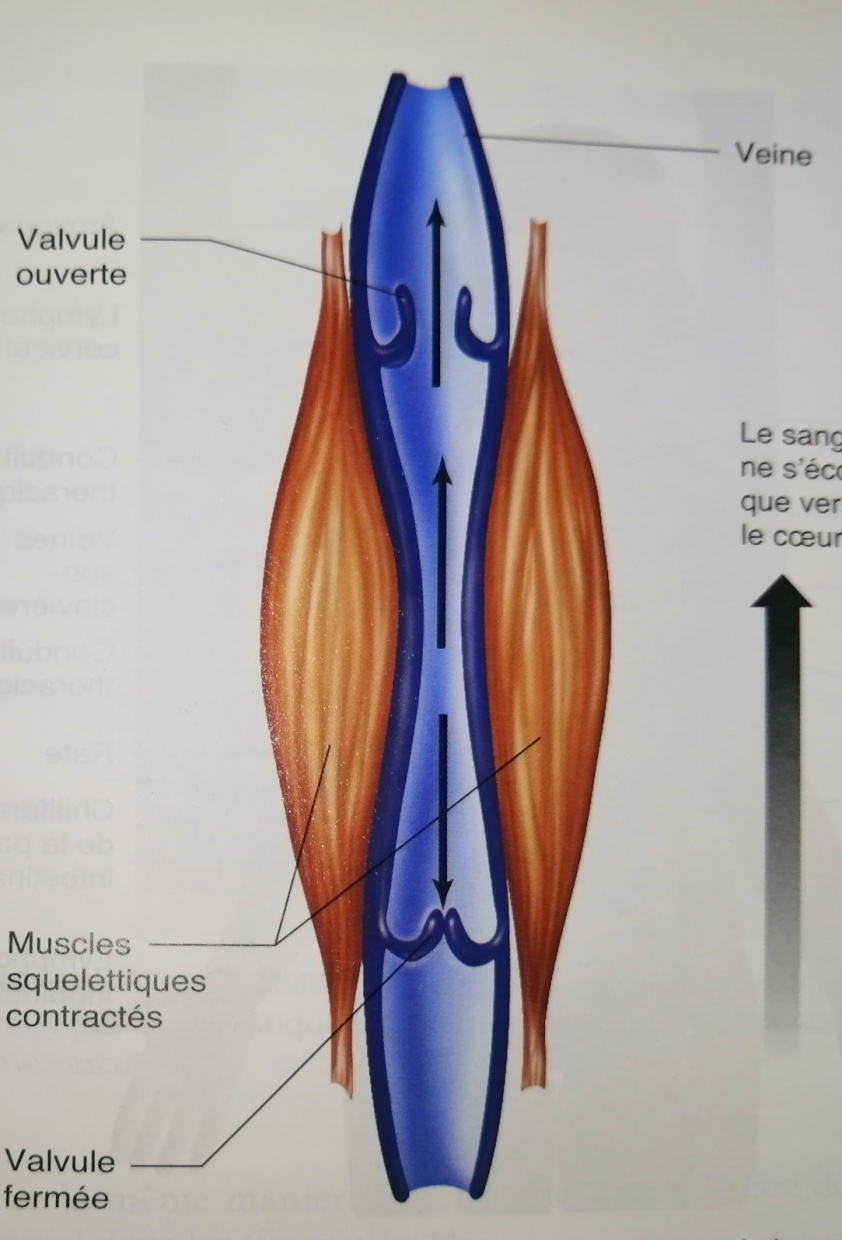 Veine
Valvule
ouverte
Le sang
ne s'éco
que ver
le cœur
Muscles
squelettiques
contractés
Valvule
fermée